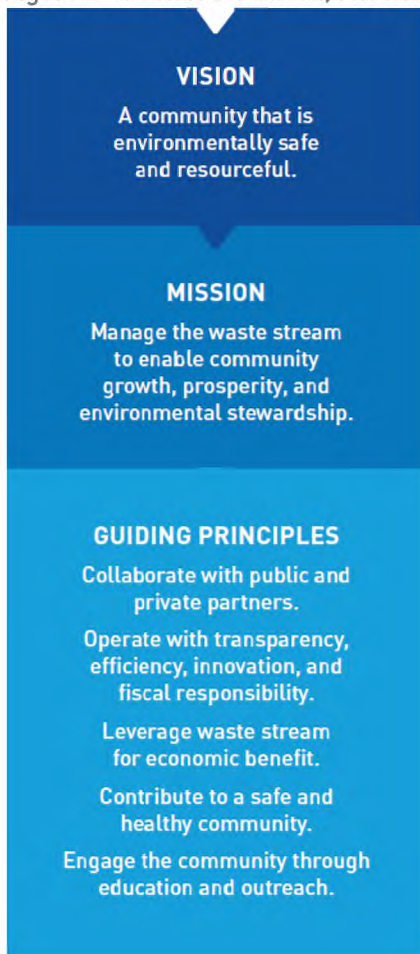 VISION
A community that is
environmentally safe
and resourceful.
MISSION
Manage the waste stream
to enable community
growth, prosperity, and
environmental stewardship.
GUIDING PRINCIPLES
Collaborate with public and
private partners.
Operate with transparency,
efficiency, innovation, and
fiscal responsibility.
Leverage waste stream
for economic benefit.
Contribute to a safe and
healthy community.
Engage the community through
education and outreach.